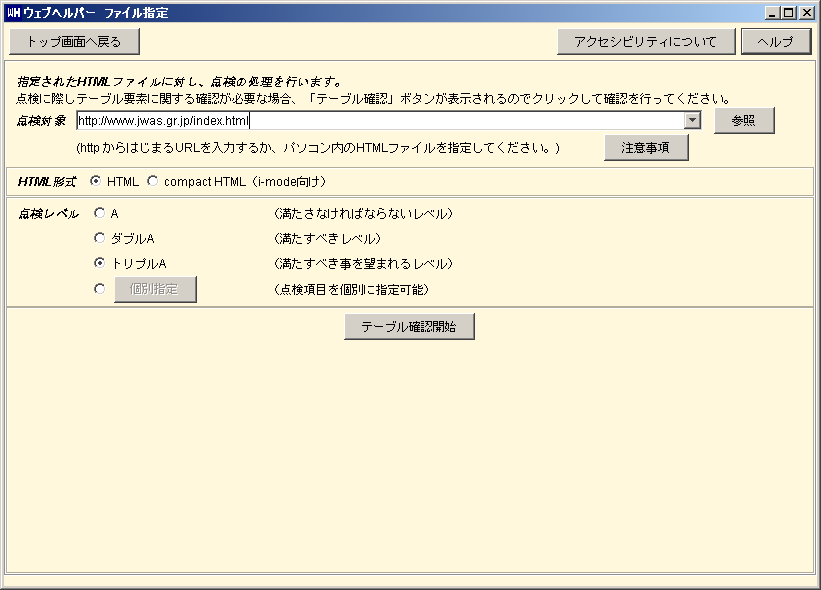 WH ウェブヘルパー ファイル指定
トップ画面へ戻る アクセシビリティについて ヘルプ
指定されたHTMLファイルに対し、点検の処理を行います。
点検に際しテーブル要素に関する確認が必要な場合、「テーブル確認」ボタンが表示されるのでクリックして確認を行ってください。
点検対象 http://www.jwas.gr.jp/index.html 参照
(httpからはじまるURLを入力するか、パソコン内のHTMLファイルを指定してください。) 注意事項
HTML形式 HTML compact HTML (i-mode向け)
点検レベル A (満たさなければならないレベル)
ダブルA (満たすべきレベル)
トリプルA (満たすべき事を望まれるレベル)
個別指定 (点検項目を個別に指定可能)
テーブル確認開始